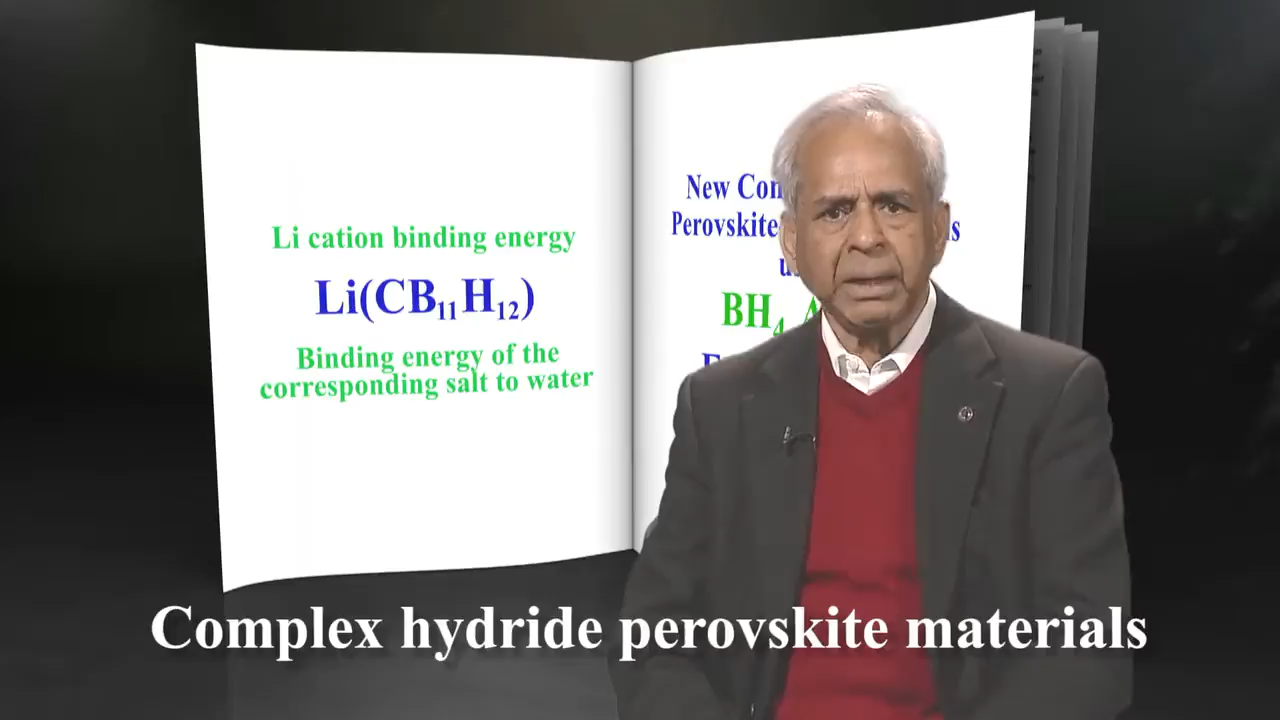 Li cation binding energy
Li(CB₁₁H₁₂)
Binding energy of the
corresponding salt to water
New
Perovskite
BH₄
Complex hydride perovskite materials